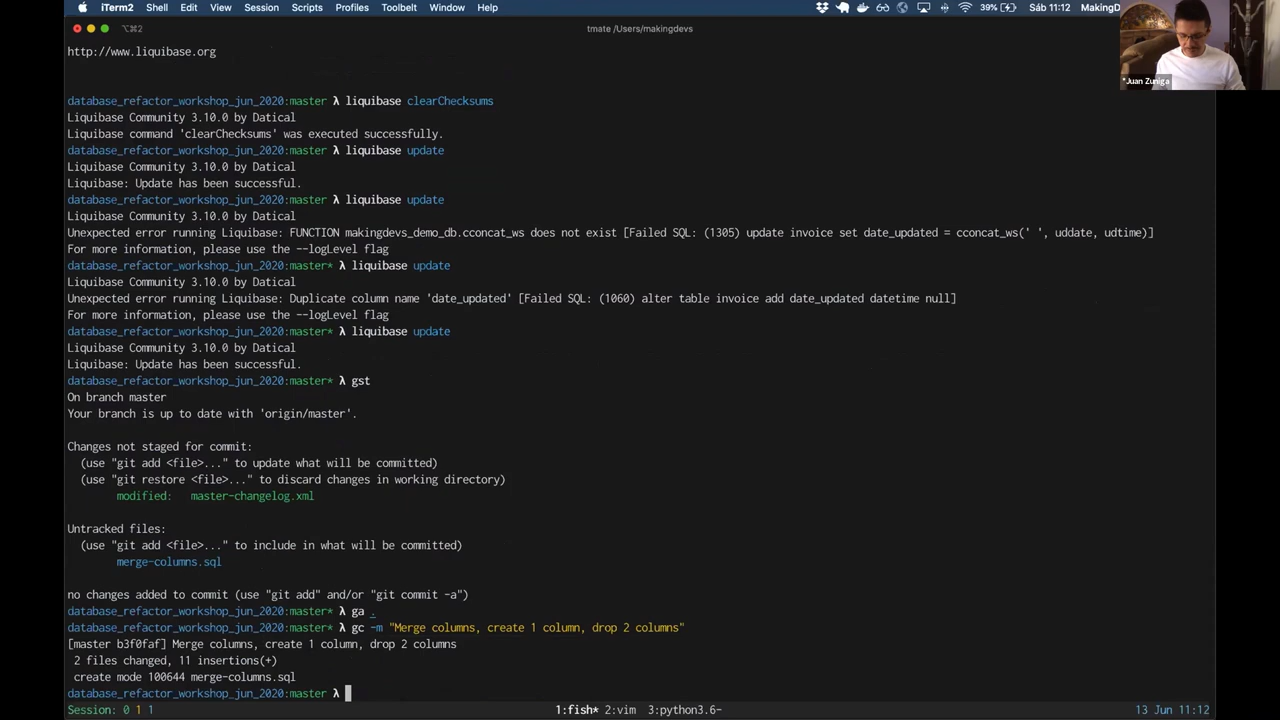 iTerm2 Shell Edit View Session Scripts Profiles Toolbelt Window Help 39% Sáb 11:12 MakingD
⌥⌘2 tmate /Users/makingdevs
*Juan Zuniga
http://www.liquibase.org
database_refactor_workshop_jun_2020:master λ liquibase clearChecksums
Liquibase Community 3.10.0 by Datical
Liquibase command 'clearChecksums' was executed successfully.
database_refactor_workshop_jun_2020:master λ liquibase update
Liquibase Community 3.10.0 by Datical
Liquibase: Update has been successful.
database_refactor_workshop_jun_2020:master λ liquibase update
Liquibase Community 3.10.0 by Datical
Unexpected error running Liquibase: FUNCTION makingdevs_demo_db.cconcat_ws does not exist [Failed SQL: (1305) update invoice set date_updated = cconcat_ws(' ', uddate, udtime)]
For more information, please use the --logLevel flag
database_refactor_workshop_jun_2020:master* λ liquibase update
Liquibase Community 3.10.0 by Datical
Unexpected error running Liquibase: Duplicate column name 'date_updated' [Failed SQL: (1060) alter table invoice add date_updated datetime null]
For more information, please use the --logLevel flag
database_refactor_workshop_jun_2020:master* λ liquibase update
Liquibase Community 3.10.0 by Datical
Liquibase: Update has been successful.
database_refactor_workshop_jun_2020:master* λ gst
On branch master
Your branch is up to date with 'origin/master'.
Changes not staged for commit:
(use "git add <file>..." to update what will be committed)
(use "git restore <file>..." to discard changes in working directory)
modified: master-changelog.xml
Untracked files:
(use "git add <file>..." to include in what will be committed)
merge-columns.sql
no changes added to commit (use "git add" and/or "git commit -a")
database_refactor_workshop_jun_2020:master* λ ga .
database_refactor_workshop_jun_2020:master* λ gc -m "Merge columns, create 1 column, drop 2 columns"
[master b3f0faf] Merge columns, create 1 column, drop 2 columns
2 files changed, 11 insertions(+)
create mode 100644 merge-columns.sql
database_refactor_workshop_jun_2020:master λ
Session: 0 1 1 1:fish* 2:vim 3:python3.6- 13 Jun 11:12